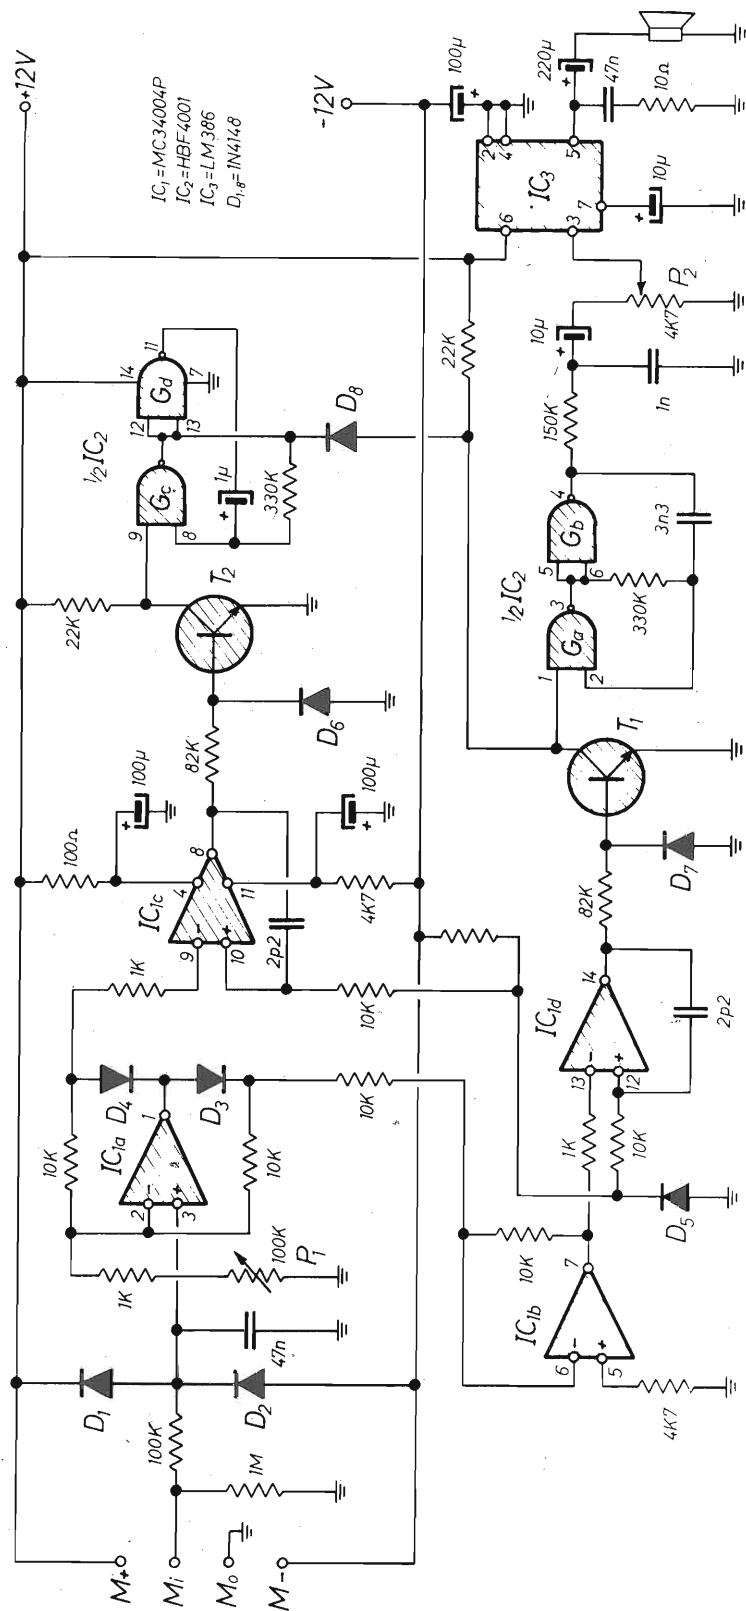 M+
Mi
Mo
M-
100K
1M
D1
D2
47n
1K
100K
P1
10K
2
3
-
+
IC1a
1
D4
D3
10K
10K
1K
10K
9
10
-
+
IC1c
4
11
8
2p2
100Ω
+
100µ
4K7
+
100µ
82K
D6
T2
22K
9
8
Gc
1µ
+
330K
½IC2
12
13
14
7
11
Gd
D8
+12V
IC1=MC34004P
IC2=HBF4001
IC3=LM386
D1-8=1N4148
-12V
4K7
6
5
-
+
IC1b
7
10K
D5
1K
10K
13
12
-
+
IC1d
14
2p2
82K
D7
T1
1
2
Ga
3
½IC2
330K
5
6
Gb
4
3n3
150K
1n
10µ
+
4K7
P2
22K
100µ
+
6
3
2
4
5
7
IC3
10µ
+
220µ
+
47n
10Ω